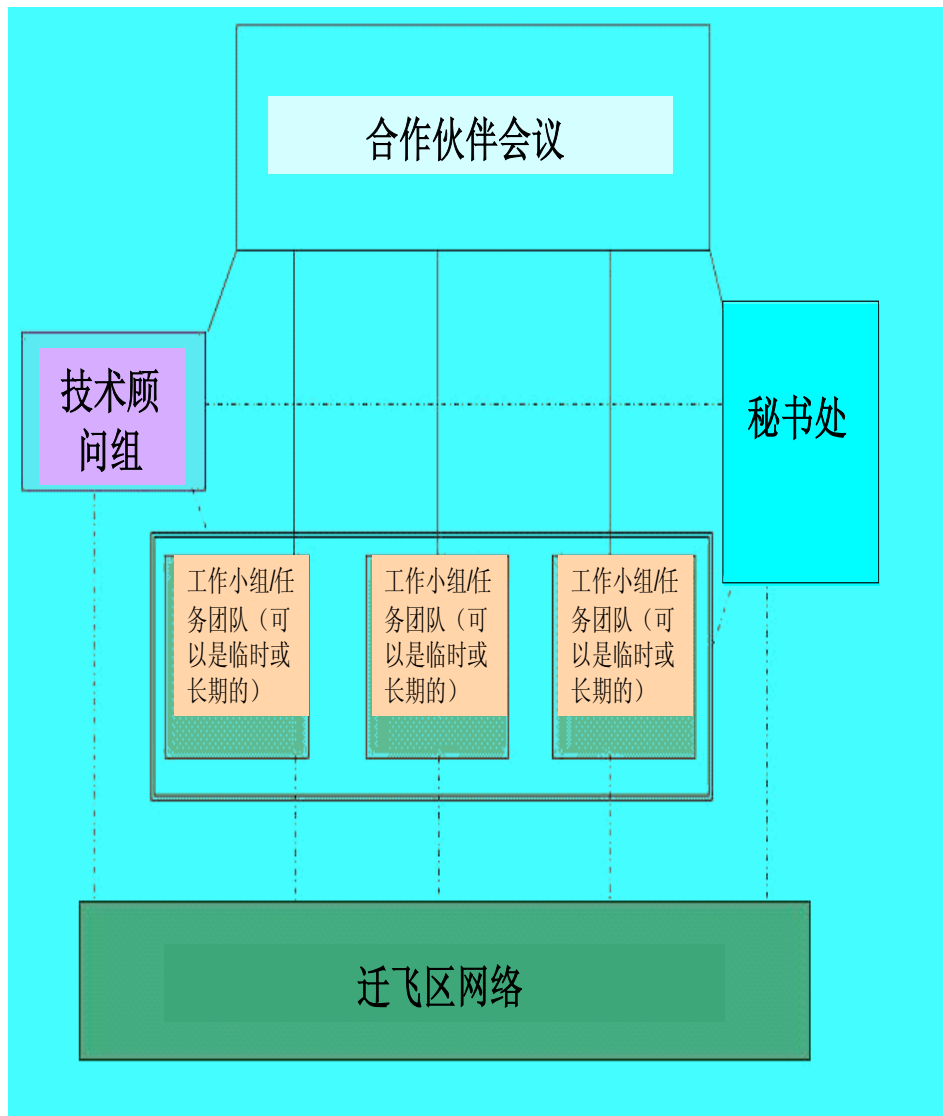 合作伙伴会议
技术顾
问组
秘书处
工作小组/任
务团队（可
以是临时或
长期的）
工作小组/任
务团队（可
以是临时或
长期的）
工作小组/任
务团队（可
以是临时或
长期的）
迁飞区网络